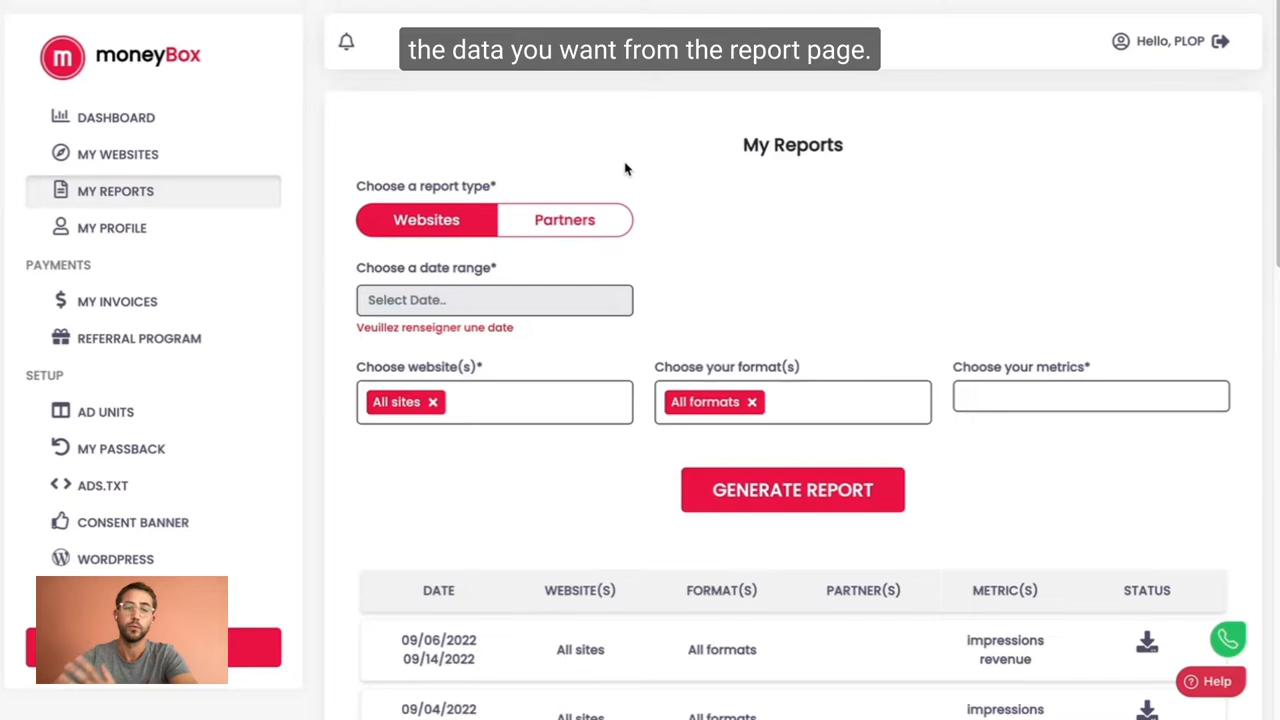 the data you want from the report page.
moneyBox
Hello, PLOP
DASHBOARD
MY WEBSITES
MY REPORTS
MY PROFILE
PAYMENTS
MY INVOICES
REFERRAL PROGRAM
SETUP
AD UNITS
MY PASSBACK
ADS.TXT
CONSENT BANNER
WORDPRESS
My Reports
Choose a report type*
Websites Partners
Choose a date range*
Select Date..
Veuillez renseigner une date
Choose website(s)* Choose your format(s) Choose your metrics*
All sites × All formats ×
GENERATE REPORT
DATE WEBSITE(S) FORMAT(S) PARTNER(S) METRIC(S) STATUS
09/06/2022
09/14/2022
All sites All formats
impressions
revenue
09/04/2022
All sites All formats
impressions
Help